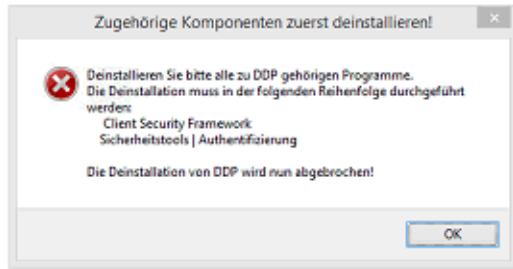 Zugehörige Komponenten zuerst deinstallieren!
Deinstallieren Sie bitte alle zu DDP gehörigen Programme.
Die Deinstallation muss in der folgenden Reihenfolge durchgeführt
werden:
Client Security Framework
Sicherheitstools | Authentifizierung
Die Deinstallation von DDP wird nun abgebrochen!
OK